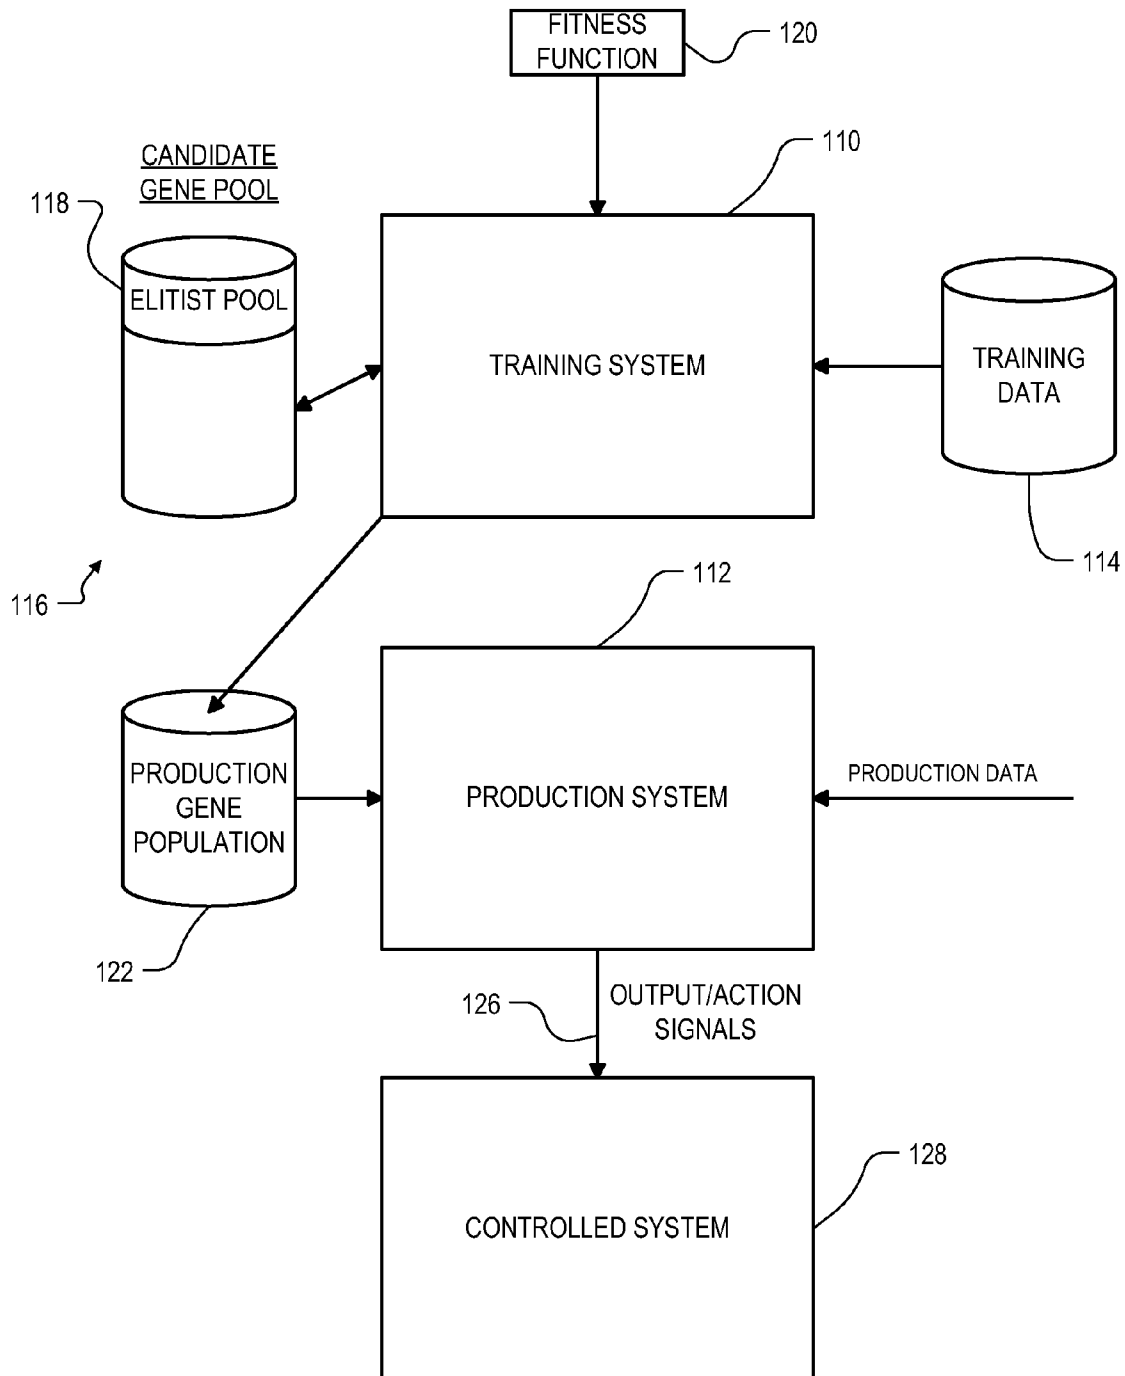 FITNESS
FUNCTION
120
110
CANDIDATE
GENE POOL
118
ELITIST POOL
TRAINING SYSTEM
TRAINING
DATA
114
116
112
PRODUCTION
GENE
POPULATION
PRODUCTION SYSTEM
PRODUCTION DATA
122
126
OUTPUT/ACTION
SIGNALS
128
CONTROLLED SYSTEM